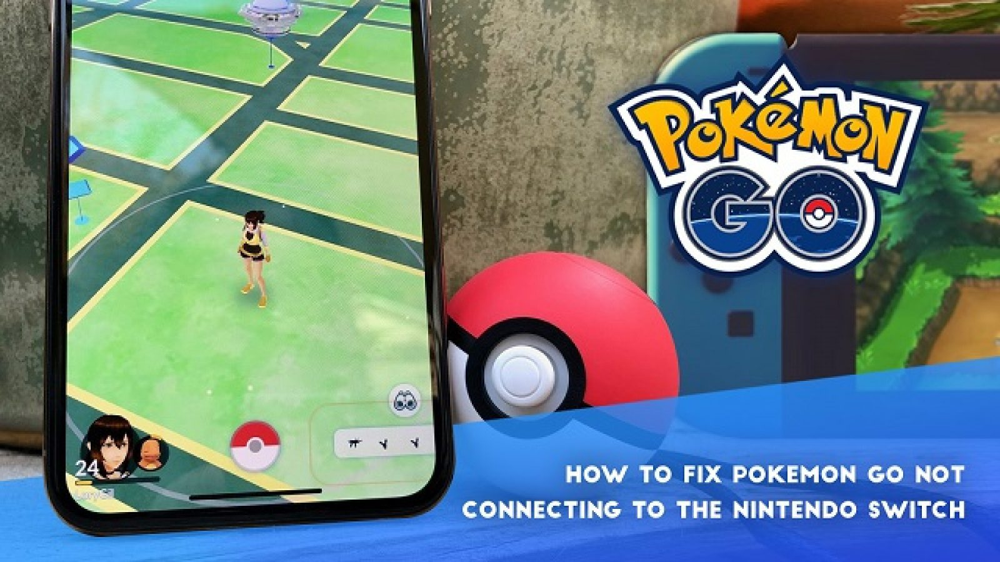 POKéMON
GO
24
HOW TO FIX POKEMON GO NOT
CONNECTING TO THE NINTENDO SWITCH